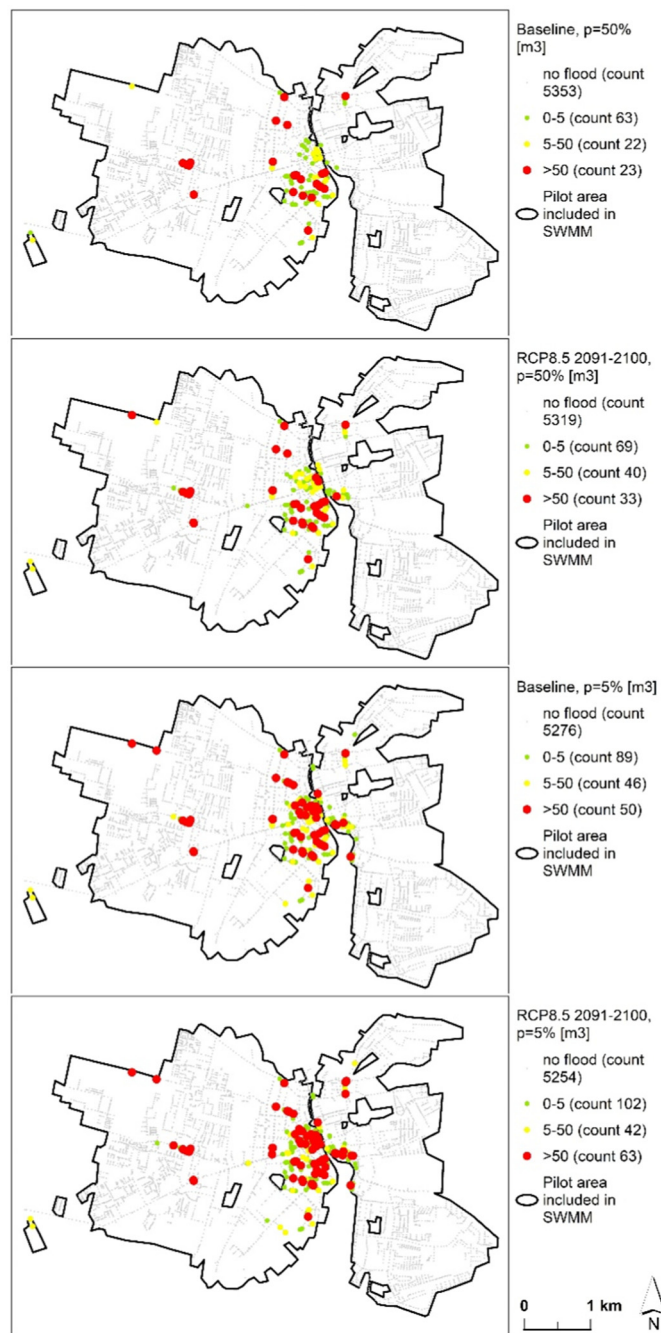 Baseline, p=50%
[m3]
no flood (count
5353)
0-5 (count 63)
5-50 (count 22)
>50 (count 23)
Pilot area
included in
SWMM
RCP8.5 2091-2100,
p=50% [m3]
no flood (count
5319)
0-5 (count 69)
5-50 (count 40)
>50 (count 33)
Pilot area
included in
SWMM
Baseline, p=5% [m3]
no flood (count
5276)
0-5 (count 89)
5-50 (count 46)
>50 (count 50)
Pilot area
included in
SWMM
RCP8.5 2091-2100,
p=5% [m3]
no flood (count
5254)
0-5 (count 102)
5-50 (count 42)
>50 (count 63)
Pilot area
included in
SWMM
0 1 km
N